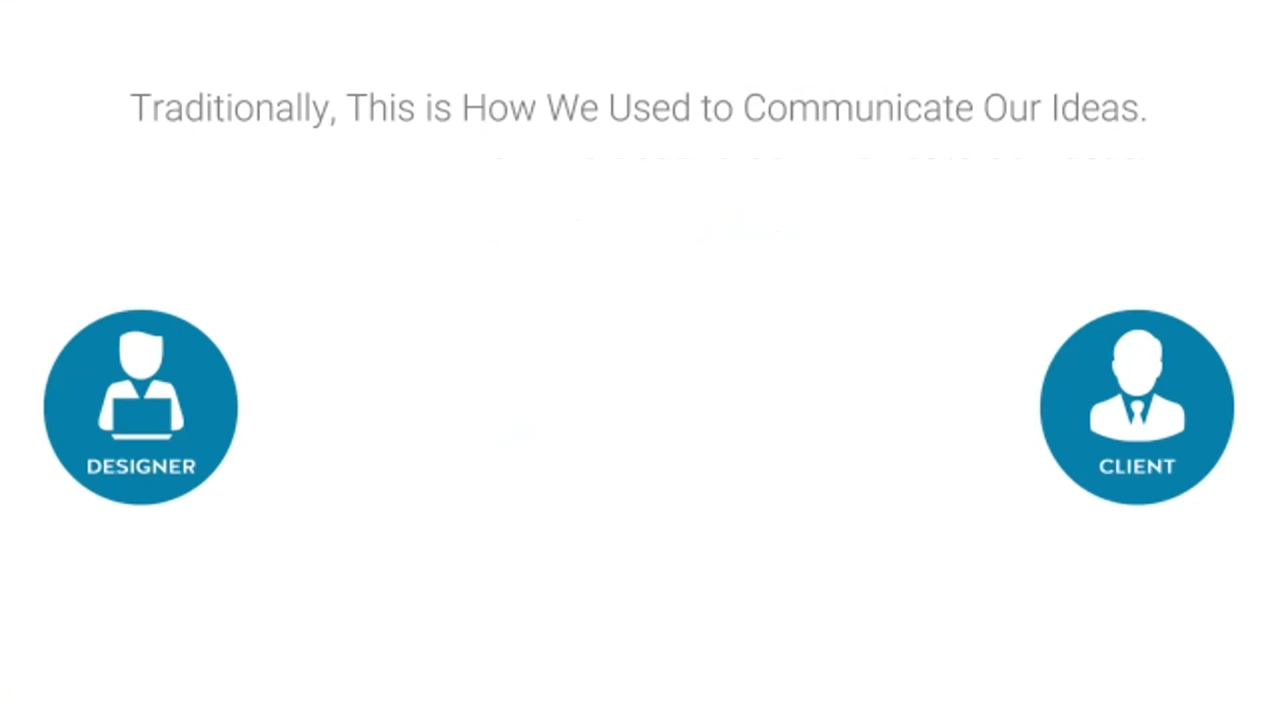 Traditionally, This is How We Used to Communicate Our Ideas.
DESIGNER
CLIENT